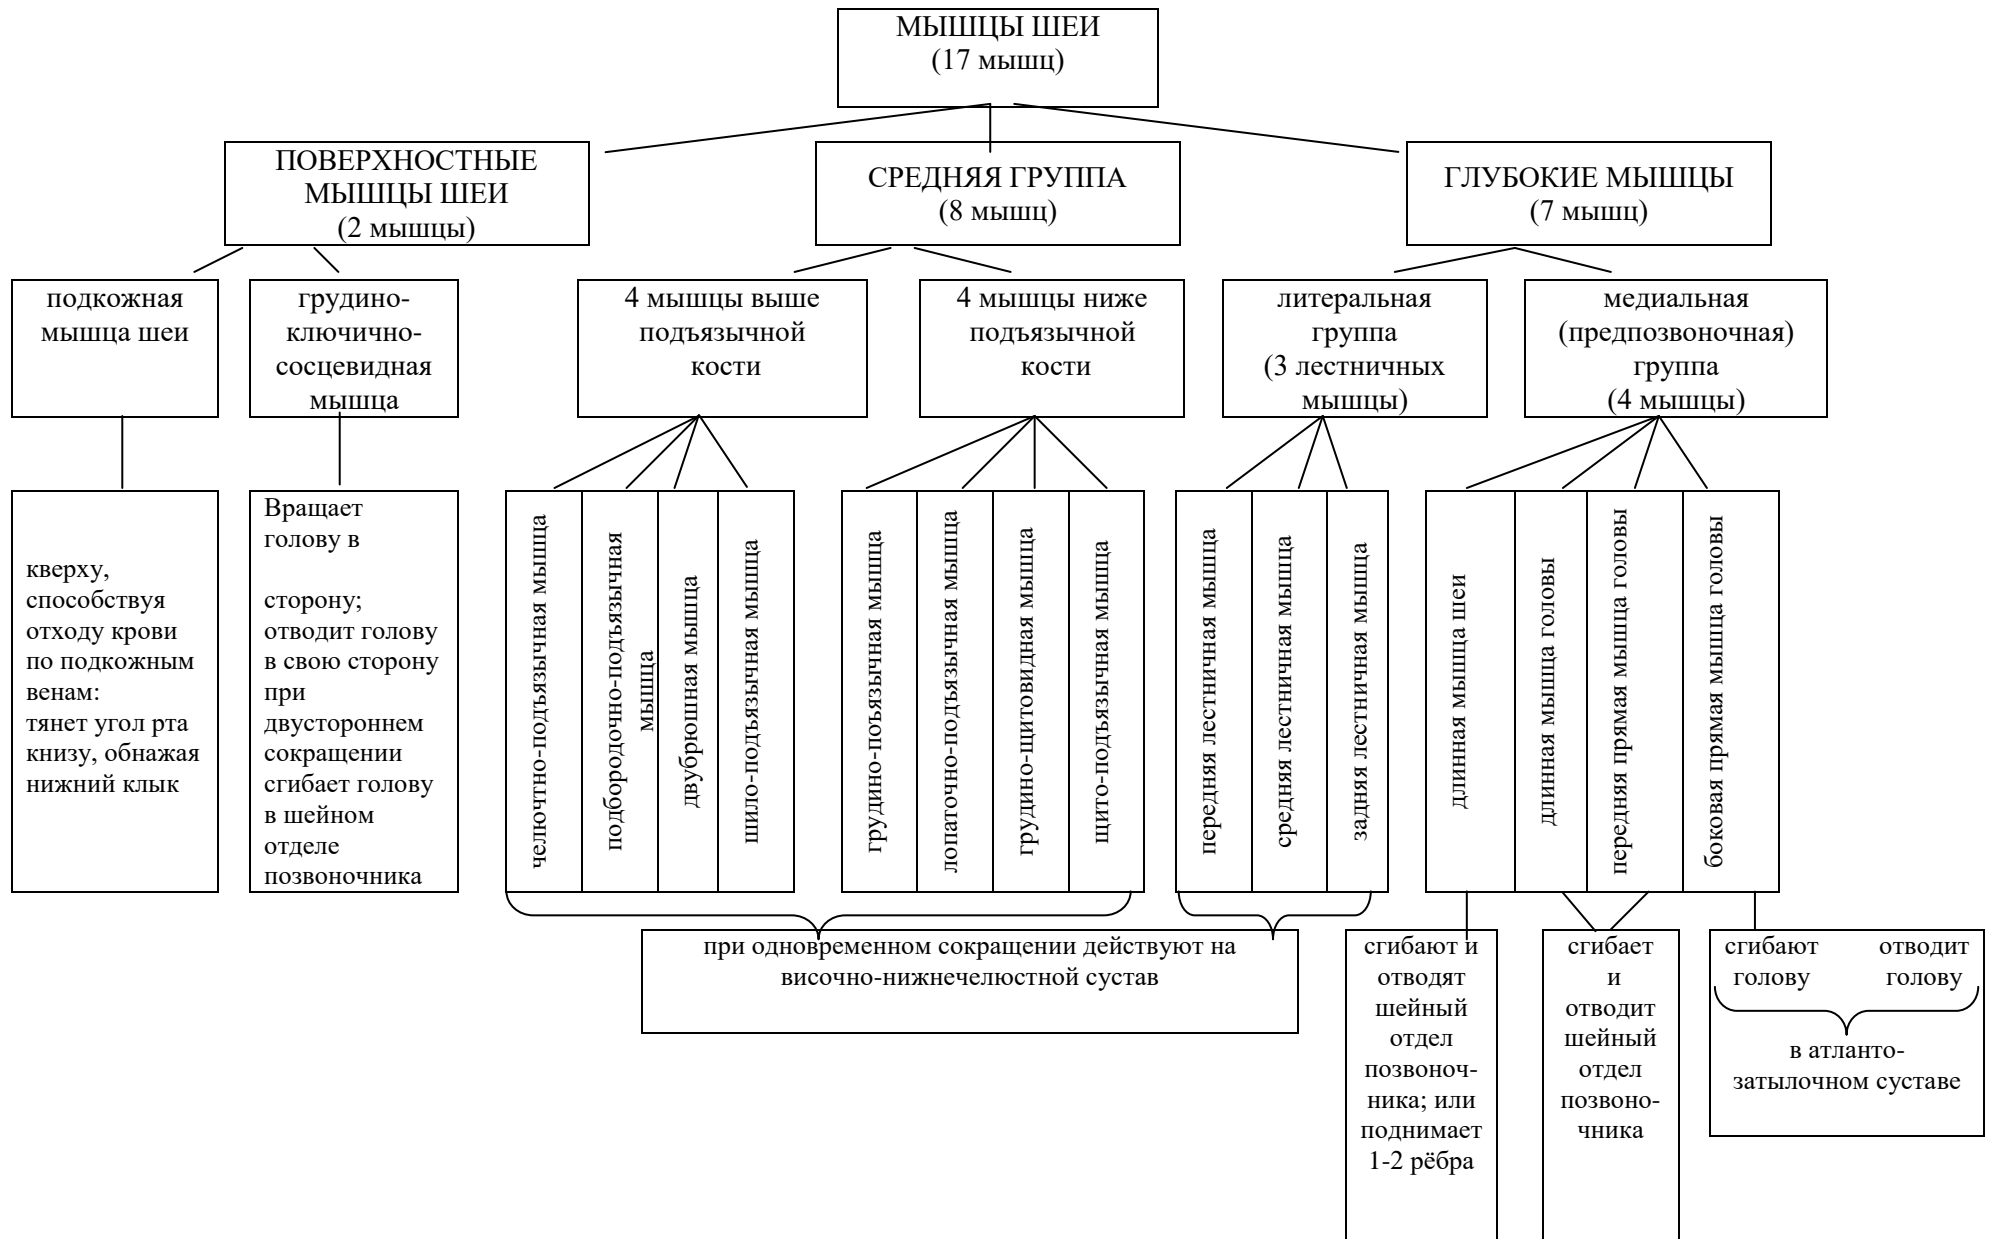 МЫШЦЫ ШЕИ
(17 мышц)
ПОВЕРХНОСТНЫЕ
МЫШЦЫ ШЕИ
(2 мышцы)
СРЕДНЯЯ ГРУППА
(8 мышц)
ГЛУБОКИЕ МЫШЦЫ
(7 мышц)
подкожная
мышца шеи
грудино-
ключично-
сосцевидная
мышца
4 мышцы выше
подъязычной
кости
4 мышцы ниже
подъязычной
кости
литеральная
группа
(3 лестничных
мышцы)
медиальная
(предпозвоночная)
группа
(4 мышцы)
кверху,
способствуя
отходу крови
по подкожным
венам:
тянет угол рта
книзу, обнажая
нижний клык
Вращает
голову в
сторону;
отводит голову
в свою сторону
при
двустороннем
сокращении
сгибает голову
в шейном
отделе
позвоночника
челючтно-подъязычная мышца
подбородочно-подъязычная
мышца
двубрюшная мышца
шило-подъязычная мышца
грудино-поъязычная мышца
лопаточно-подъязычная мышца
грудино-щитовидная мышца
щито-подъязычная мышца
передняя лестничная мышца
средняя лестничная мышца
задняя лестничная мышца
длинная мышца шеи
длинная мышца головы
передняя прямая мышца головы
боковая прямая мышца головы
при одновременном сокращении действуют на
височно-нижнечелюстной сустав
сгибают и
отводят
шейный
отдел
позвоноч-
ника; или
поднимает
1-2 рёбра
сгибает
и
отводит
шейный
отдел
позвоно-
чника
сгибают отводит
голову голову
в атланто-
затылочном суставе